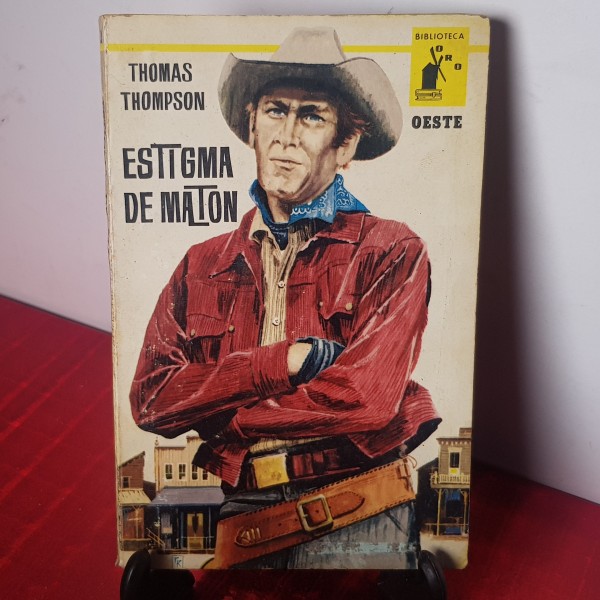 THOMAS
THOMPSON
ESTIGMA
DE MATON
BIBLIOTECA
ORO
OESTE